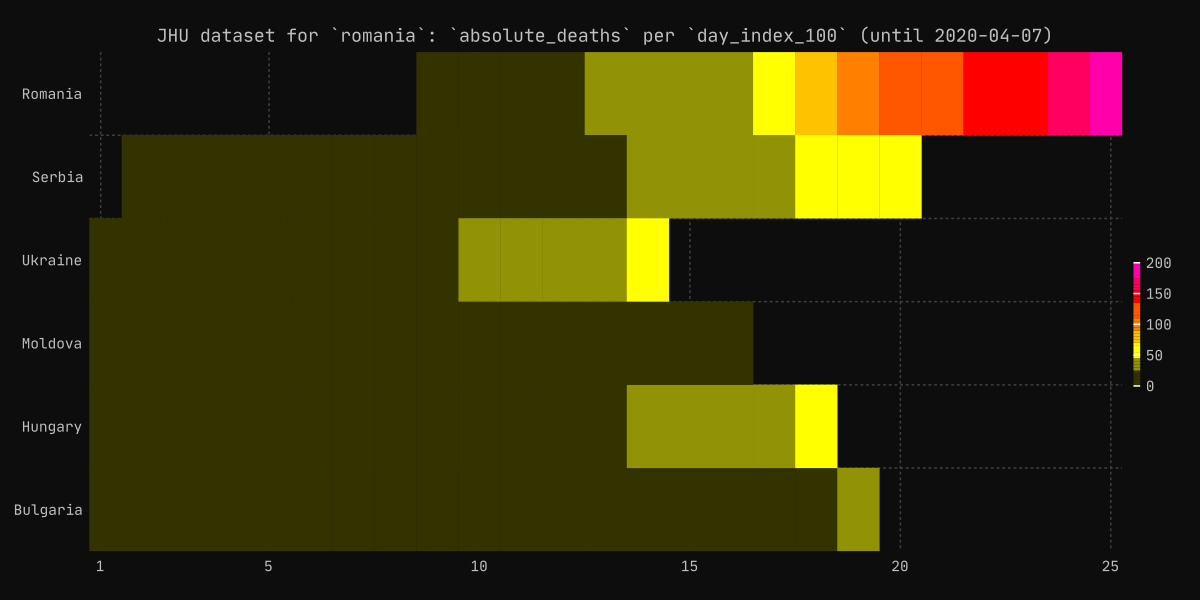 JHU dataset for `romania`: `absolute_deaths` per `day_index_100` (until 2020-04-07)
Romania
Serbia
Ukraine
Moldova
Hungary
Bulgaria
200
150
100
50
0
1 5 10 15 20 25